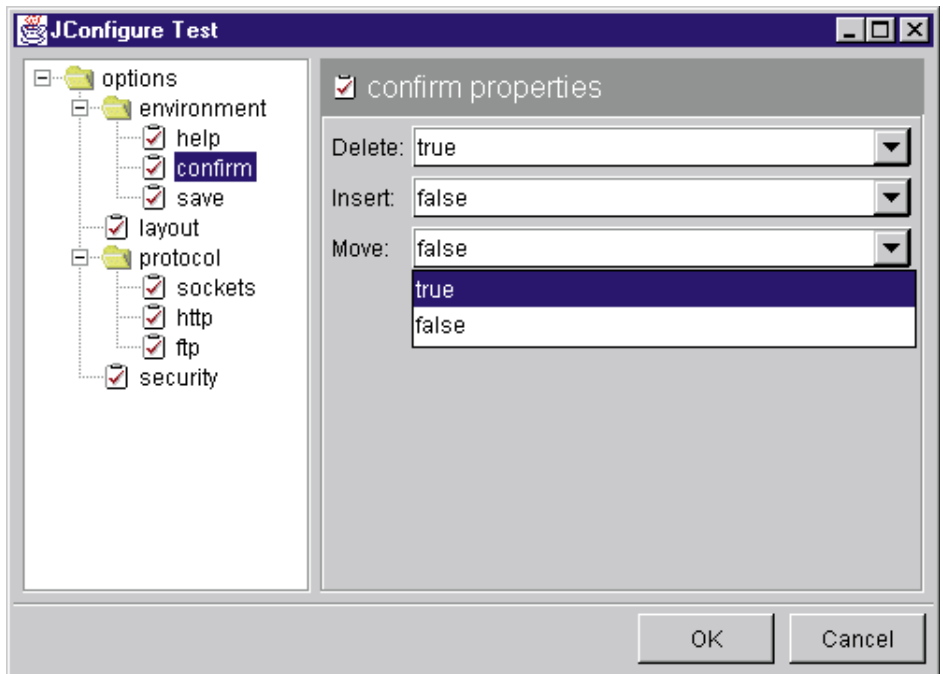 JConfigure Test
options
environment
help
confirm
save
layout
protocol
sockets
http
ftp
security
confirm properties
Delete: true
Insert: false
Move: false
true
false
OK
Cancel